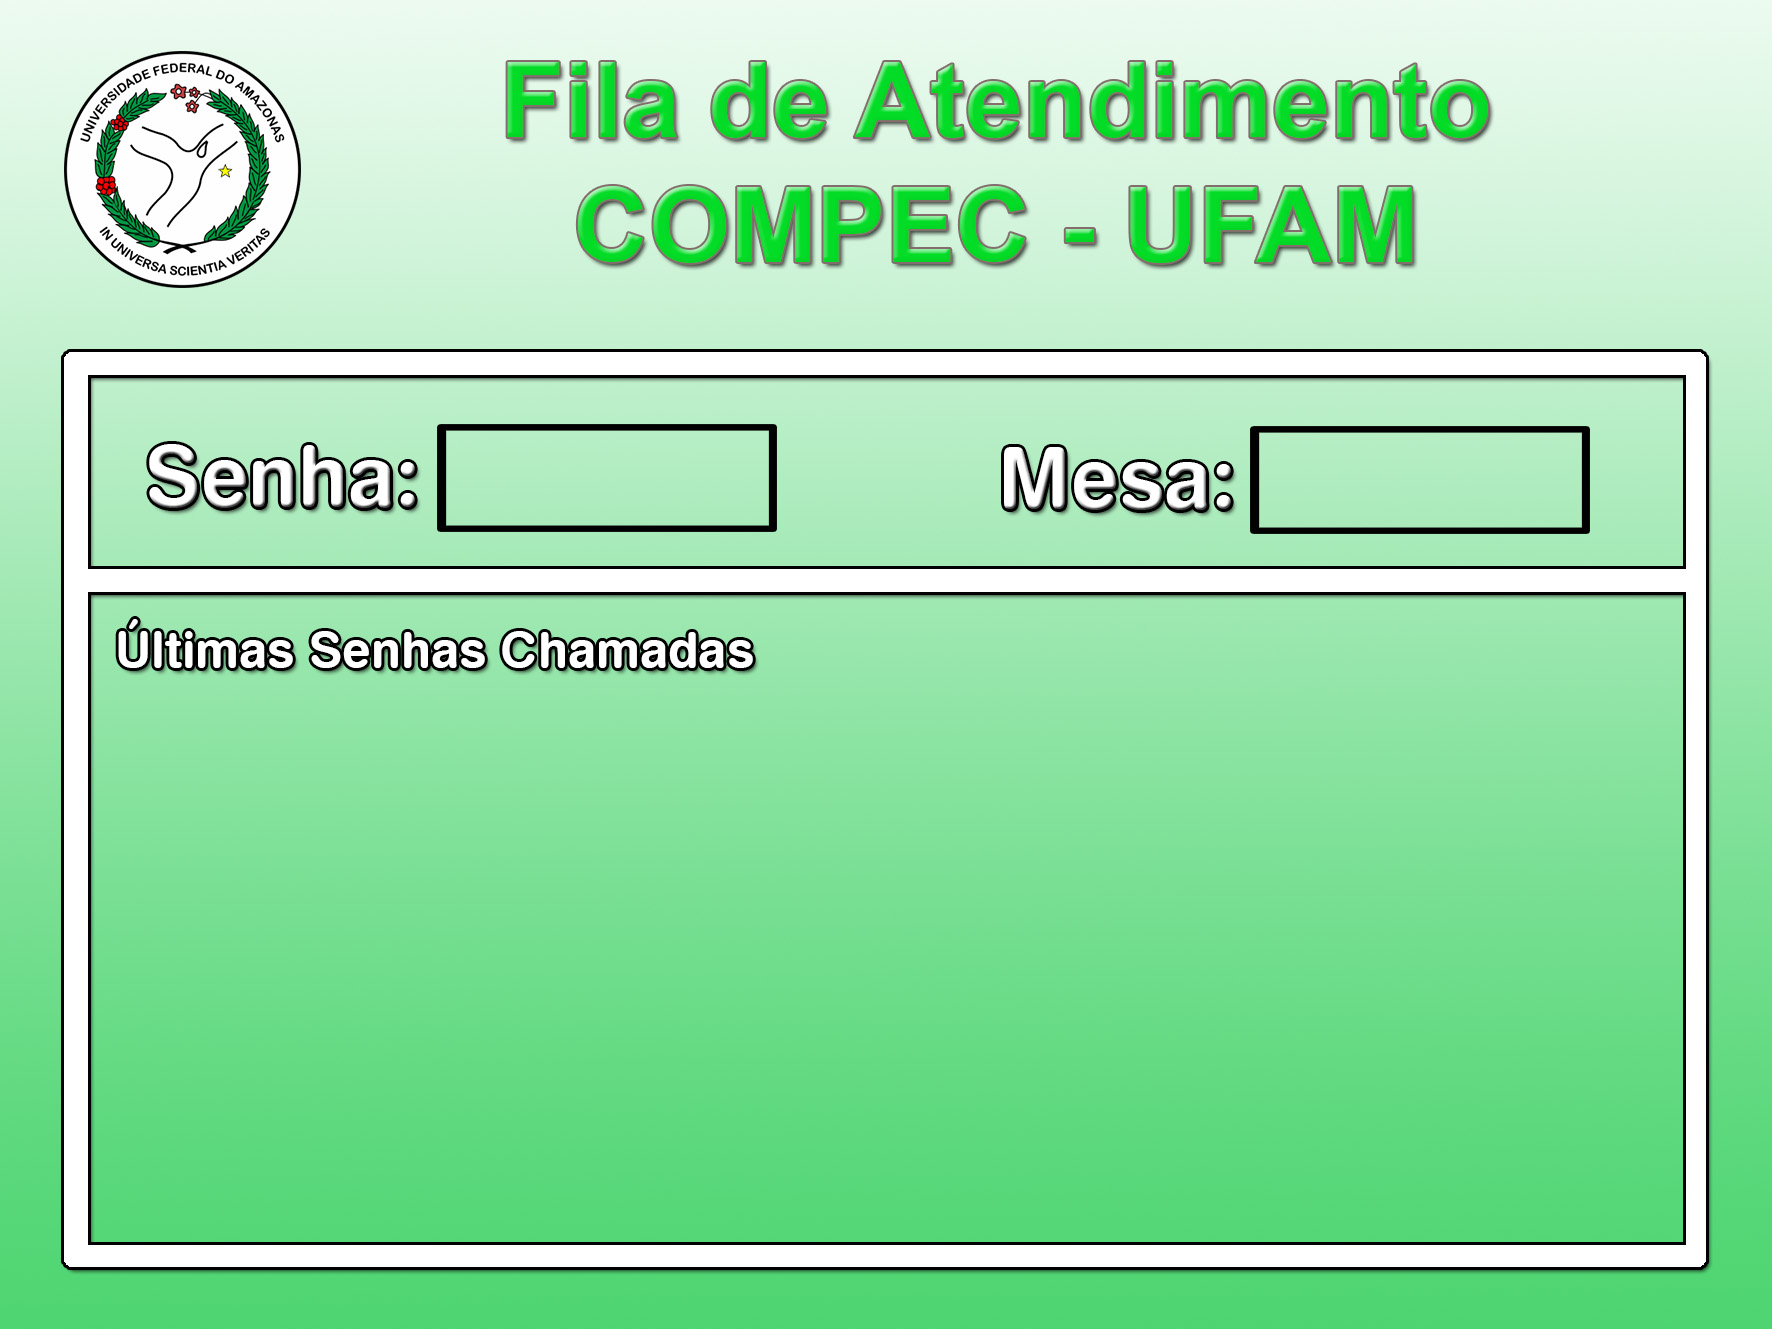 UNIVERSIDADE FEDERAL DO AMAZONAS
IN UNIVERSA SCIENTIA VERITAS
Fila de Atendimento
COMPEC - UFAM
Senha:
Mesa:
Últimas Senhas Chamadas